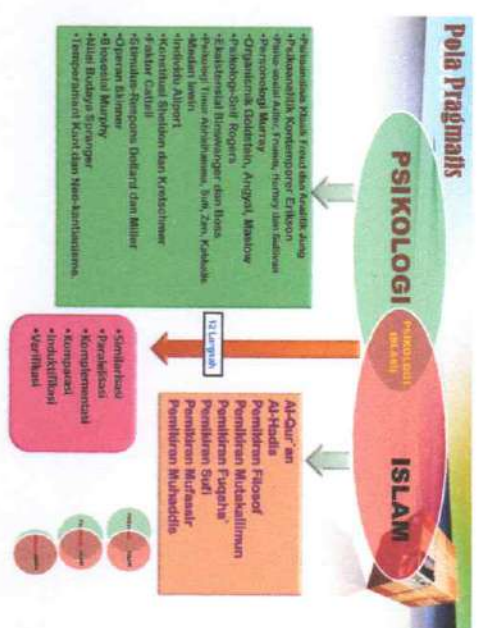 Pola Pragmatis
PSIKOLOGI
PSIKOLOGI
ISLAMI
ISLAM
•Psikoanalisa Klasik Freud dan Analitik Jung
•Psikoanalitik Kontemporer Erikson
•Psiko-sosial Adler, Fromm, Horney dan Sullivan
•Personologi Murray
•Organismik Goldstein, Angyal, Maslow
•Psikologi-Self Rogers
•Eksistensial Binswanger dan Boss
•Psikologi Timur Abhidhamma, Sufi, Zen, Kabbalis
•Medan lewin
•Individu Allport
•Konstitusi Sheldon dan Kretschmer
•Faktor Cattell
•Stimulus-Respons Dollard dan Miller
•Operan Skinner
•Biososial Murphy
•Nilai Budaya Spranger
•Temperament Kant dan Neo-kantianisme.
12 Langkah
•Similarisasi
•Paralelisasi
•Komplementasi
•Komparasi
•Induktifikasi
•Verifikasi
Al-Qur`an
Al-Hadis
Pemikiran Filosof
Pemikiran Mutakallimun
Pemikiran Fuqaha'
Pemikiran Sufi
Pemikiran Mufassir
Pemikiran Muhaddis